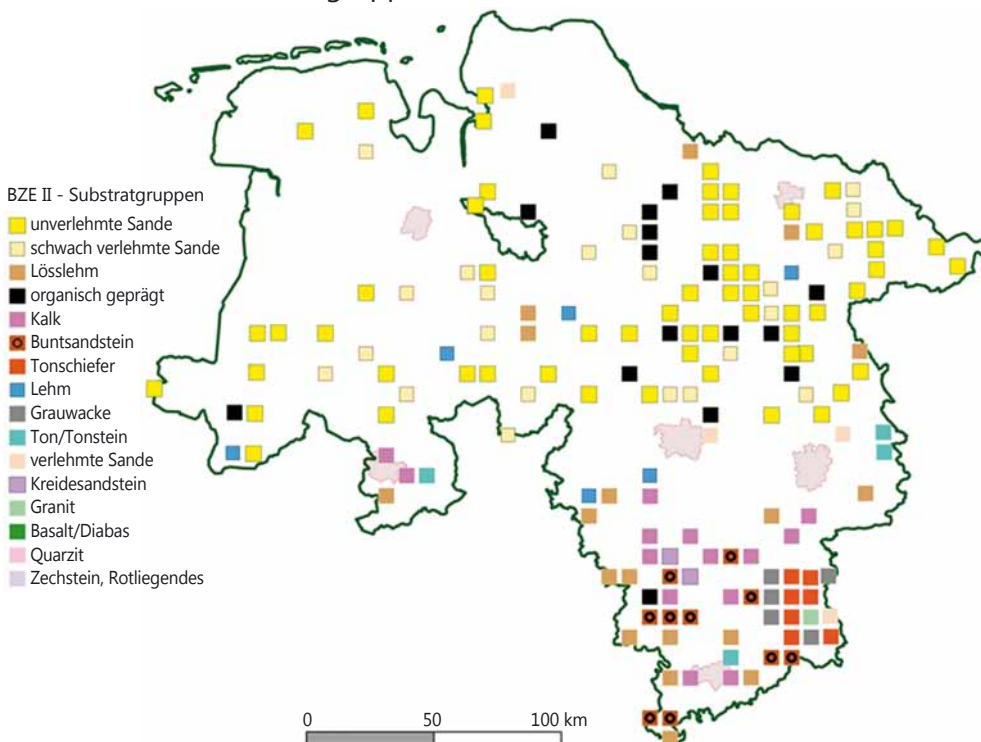 BZE II - Substratgruppen
unverlehmte Sande
schwach verlehmte Sande
Lösslehm
organisch geprägt
Kalk
Buntsandstein
Tonschiefer
Lehm
Grauwacke
Ton/Tonstein
verlehmte Sande
Kreidesandstein
Granit
Basalt/Diabas
Quarzit
Zechstein, Rotliegendes
0 50 100 km